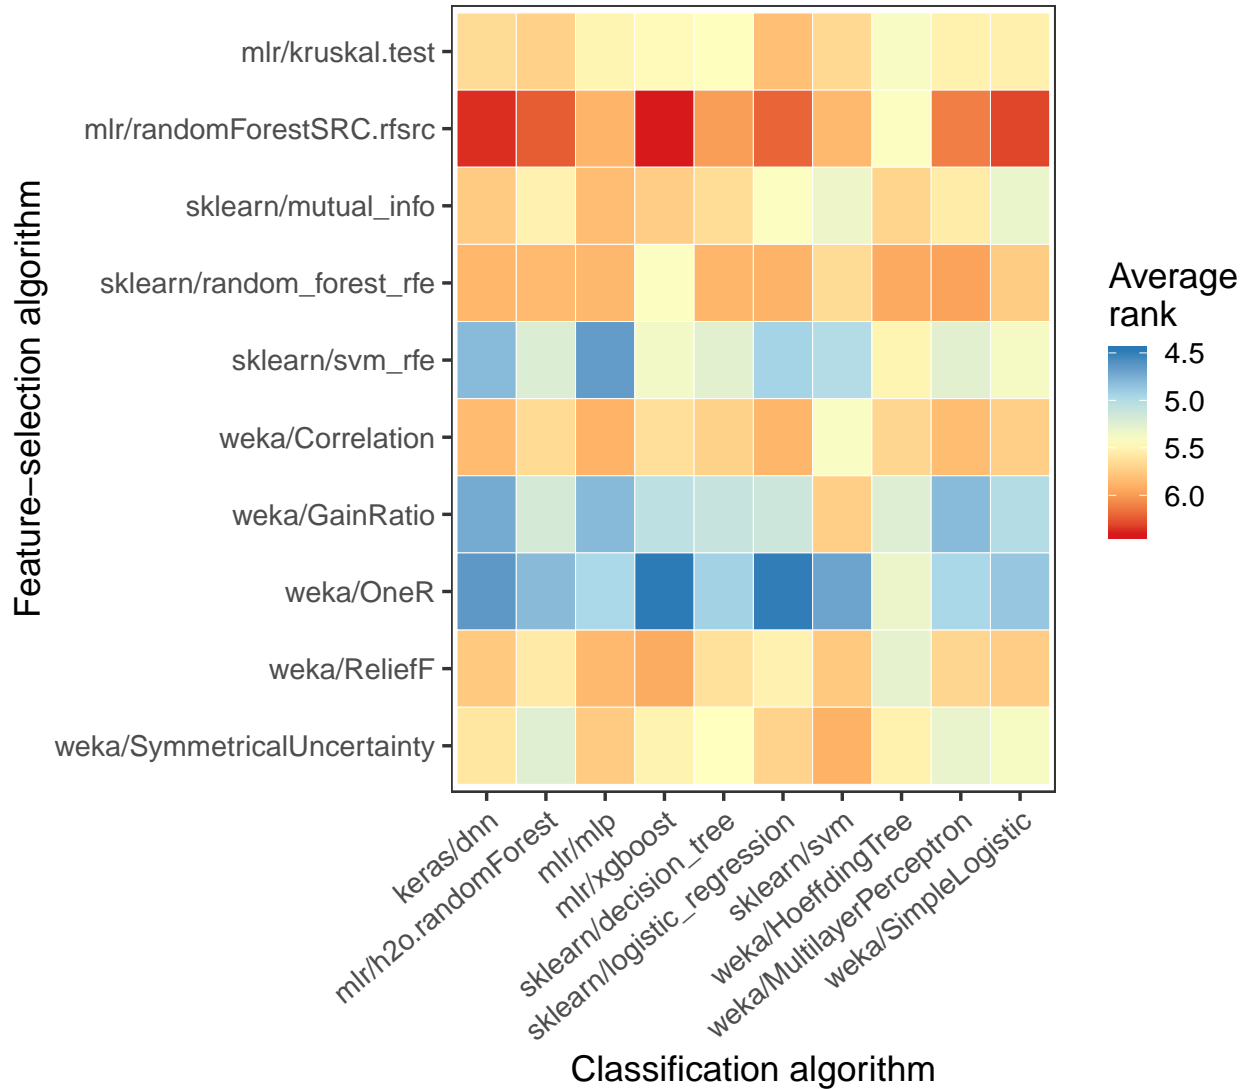 Feature–selection algorithm
mlr/kruskal.test
mlr/randomForestSRC.rfsrc
sklearn/mutual_info
sklearn/random_forest_rfe
sklearn/svm_rfe
weka/Correlation
weka/GainRatio
weka/OneR
weka/ReliefF
weka/SymmetricalUncertainty
keras/dnn
mlr/h2o.randomForest
mlr/mlp
mlr/xgboost
sklearn/decision_tree
sklearn/logistic_regression
sklearn/svm
weka/HoeffdingTree
weka/MultilayerPerceptron
weka/SimpleLogistic
Classification algorithm
Average
rank
4.5
5.0
5.5
6.0